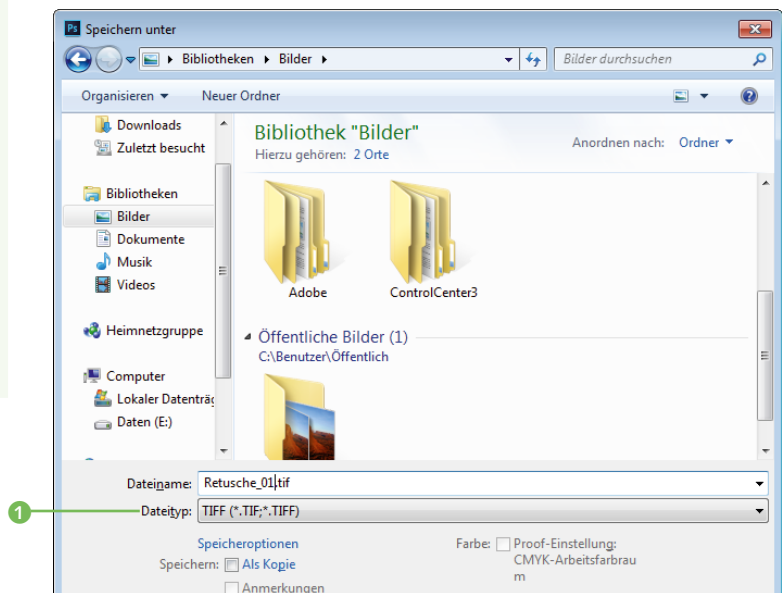 Speichern unter
Bibliotheken Bilder
Bilder durchsuchen
Organisieren Neuer Ordner
Downloads
Zuletzt besucht
Bibliotheken
Bilder
Dokumente
Musik
Videos
Heimnetzgruppe
Computer
Lokaler Datenträg
Daten (E:)
Bibliothek "Bilder"
Hierzu gehören: 2 Orte
Anordnen nach: Ordner
Adobe ControlCenter3
Öffentliche Bilder (1)
C:\Benutzer\Öffentlich
Dateiname: Retusche_01.tif
1
Dateityp: TIFF (*.TIF;*.TIFF)
Speicheroptionen
Speichern: Als Kopie
Anmerkungen
Farbe: Proof-Einstellung:
CMYK-Arbeitsfarbrau
m